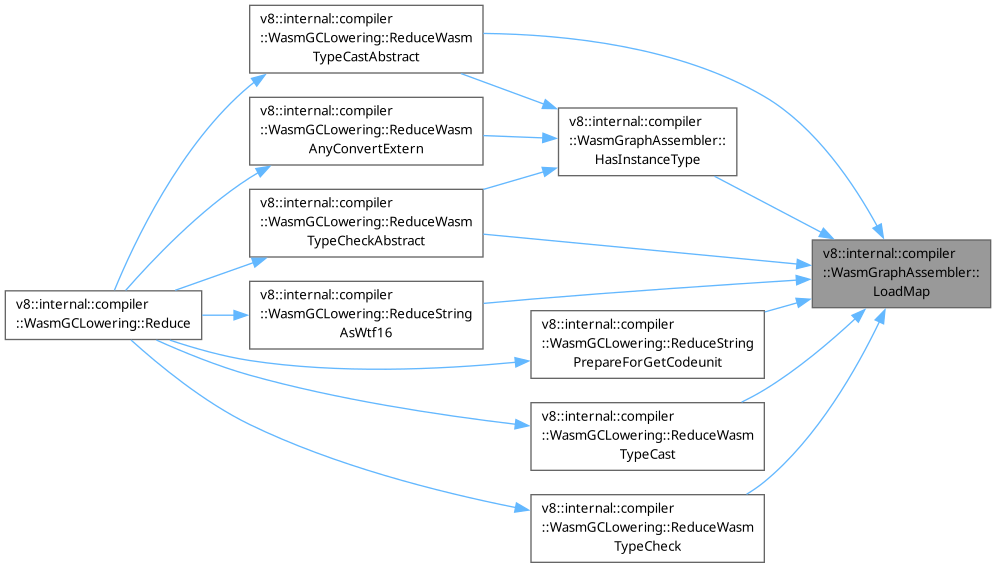 v8::internal::compiler
::WasmGCLowering::ReduceWasm
TypeCastAbstract
v8::internal::compiler
::WasmGCLowering::ReduceWasm
AnyConvertExtern
v8::internal::compiler
::WasmGraphAssembler::
HasInstanceType
v8::internal::compiler
::WasmGCLowering::ReduceWasm
TypeCheckAbstract
v8::internal::compiler
::WasmGraphAssembler::
LoadMap
v8::internal::compiler
::WasmGCLowering::Reduce
v8::internal::compiler
::WasmGCLowering::ReduceString
AsWtf16
v8::internal::compiler
::WasmGCLowering::ReduceString
PrepareForGetCodeunit
v8::internal::compiler
::WasmGCLowering::ReduceWasm
TypeCast
v8::internal::compiler
::WasmGCLowering::ReduceWasm
TypeCheck